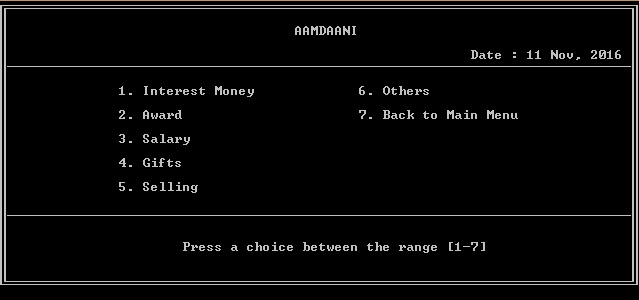 AAMDAANI
Date : 11 Nov, 2016
1. Interest Money
2. Award
3. Salary
4. Gifts
5. Selling
6. Others
7. Back to Main Menu
Press a choice between the range [1-7]